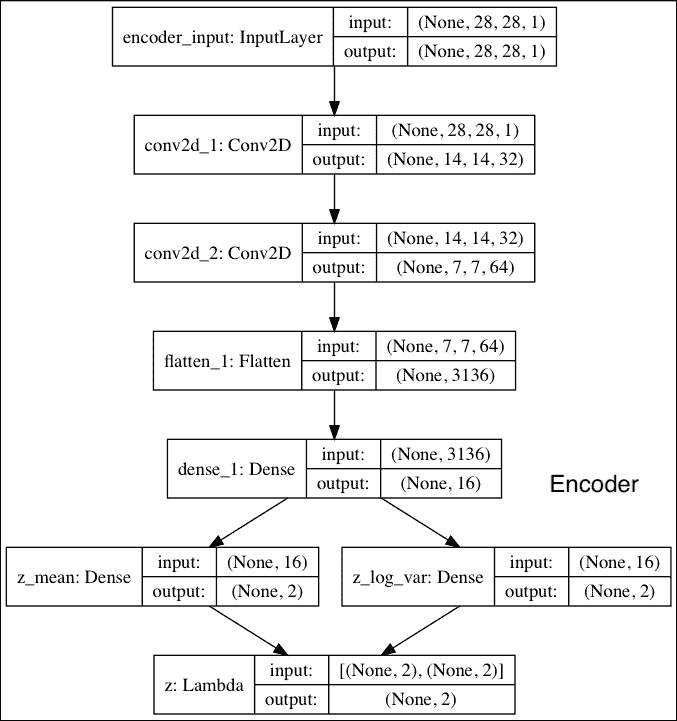 encoder_input: InputLayer
input: (None, 28, 28, 1)
output: (None, 28, 28, 1)
conv2d_1: Conv2D
input: (None, 28, 28, 1)
output: (None, 14, 14, 32)
conv2d_2: Conv2D
input: (None, 14, 14, 32)
output: (None, 7, 7, 64)
flatten_1: Flatten
input: (None, 7, 7, 64)
output: (None, 3136)
dense_1: Dense
input: (None, 3136)
output: (None, 16)
Encoder
z_mean: Dense
input: (None, 16)
output: (None, 2)
z_log_var: Dense
input: (None, 16)
output: (None, 2)
z: Lambda
input: [(None, 2), (None, 2)]
output: (None, 2)